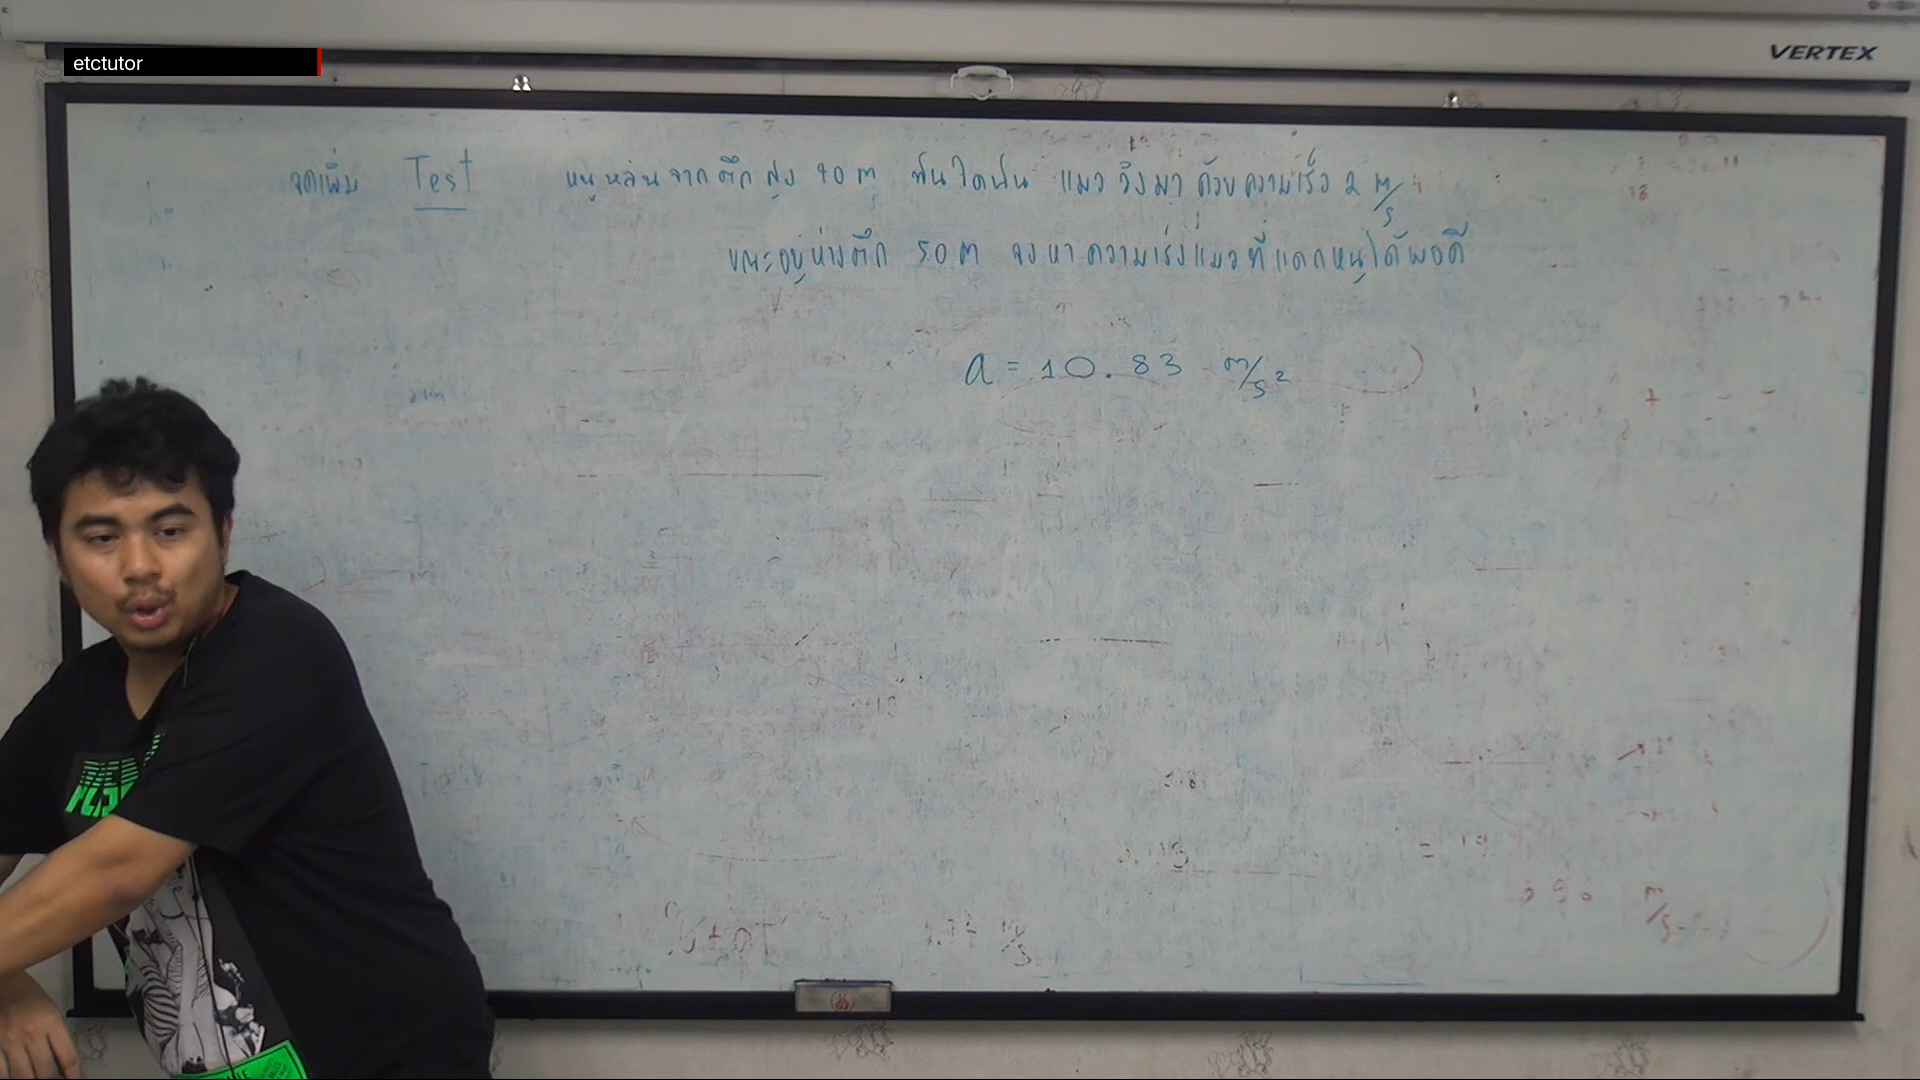 etctutor
VERTEX
จดเพิ่ม Test หนูหล่นจากตึกสูง 40 m ทันใดนั้น แมววิ่งมาด้วยความเร็ว 2 m/s
ขณะอยู่ห่างตึก 50 m จงหาความเร่งแมวที่แดกหนูได้พอดี
a = 10.83 m/s²